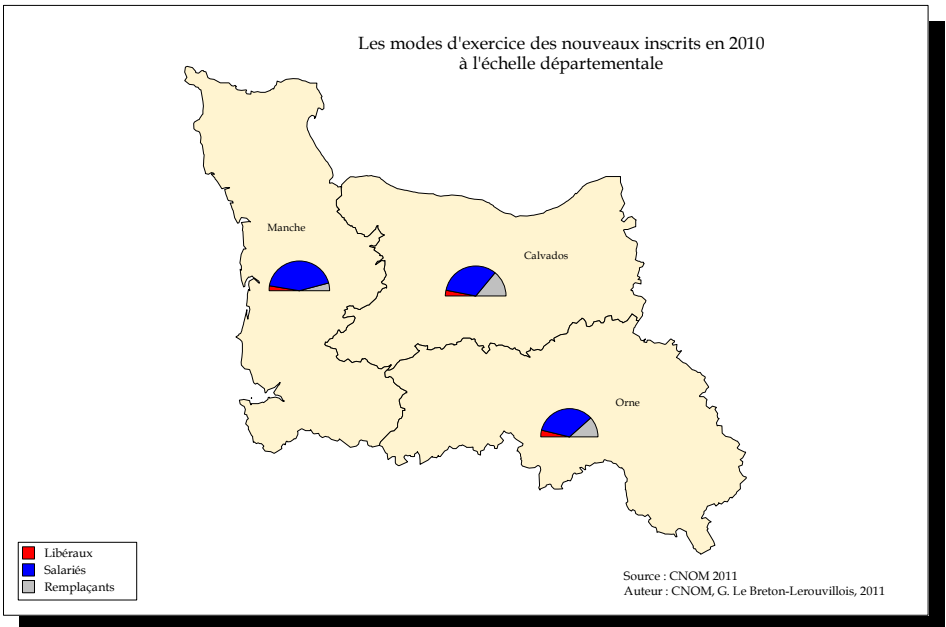 Les modes d'exercice des nouveaux inscrits en 2010
à l'échelle départementale
Manche
Calvados
Orne
Libéraux
Salariés
Remplaçants
Source : CNOM 2011
Auteur : CNOM, G. Le Breton-Lerouvillois, 2011